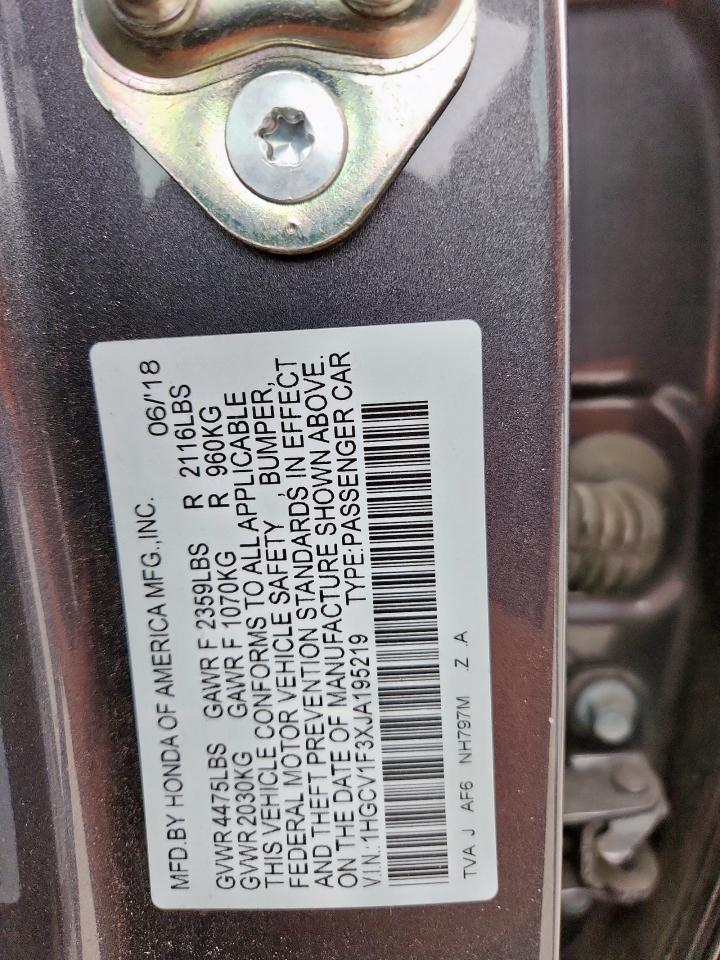 MFD.BY HONDA OF AMERICA MFG.,INC. 06/'18
GVWR 4475LBS GAWR F 2359LBS R 2116LBS
GVWR 2030KG GAWR F 1070KG R 960KG
THIS VEHICLE CONFORMS TO ALL APPLICABLE
FEDERAL MOTOR VEHICLE SAFETY, BUMPER,
AND THEFT PREVENTION STANDARDS IN EFFECT
ON THE DATE OF MANUFACTURE SHOWN ABOVE.
V.I.N.:1HGCV1F3XJA195219 TYPE:PASSENGER CAR
TVA J AF6 NH797M .Z .A